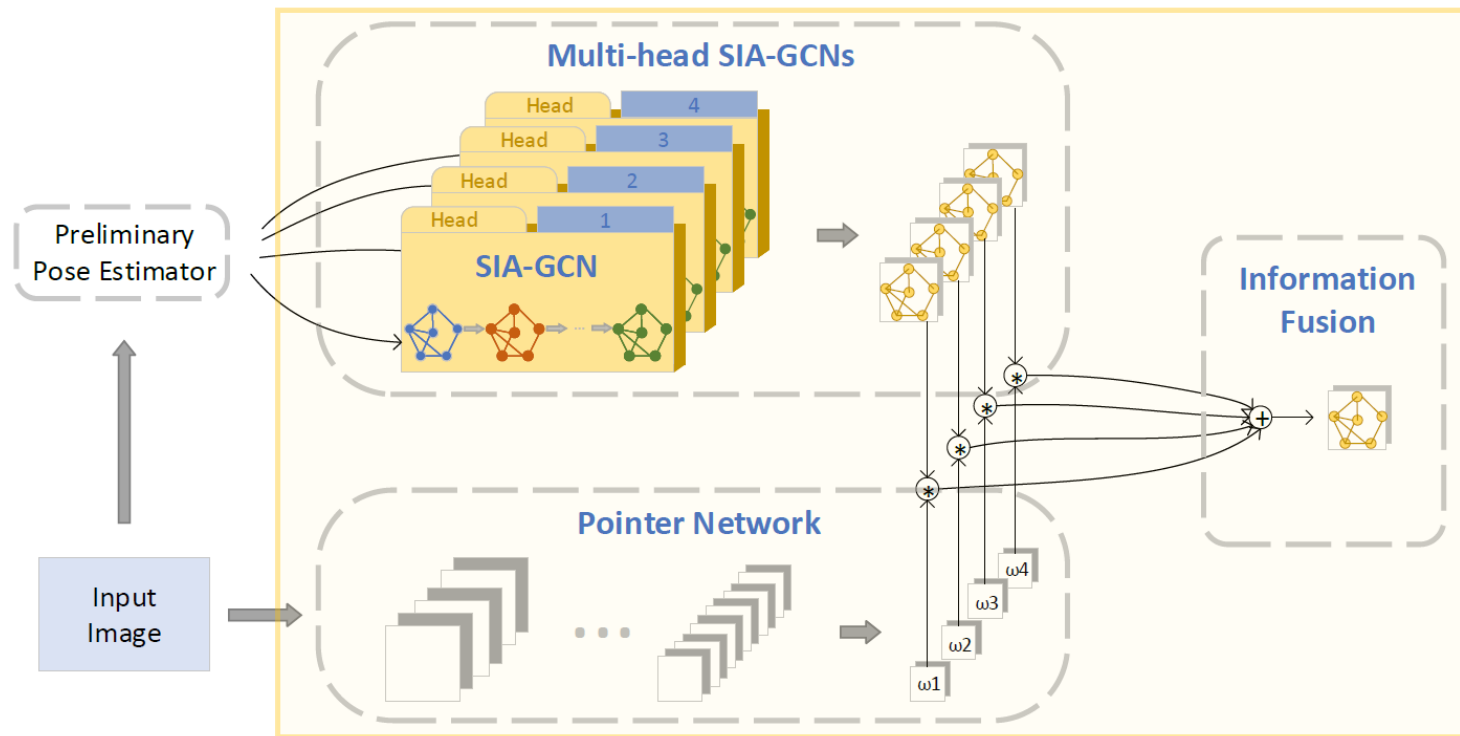 Multi-head SIA-GCNs
Head 4
Head 3
Head 2
Head 1
SIA-GCN
...
Preliminary
Pose Estimator
Information
Fusion
*
*
*
*
+
Pointer Network
Input
Image
...
ω4
ω3
ω2
ω1